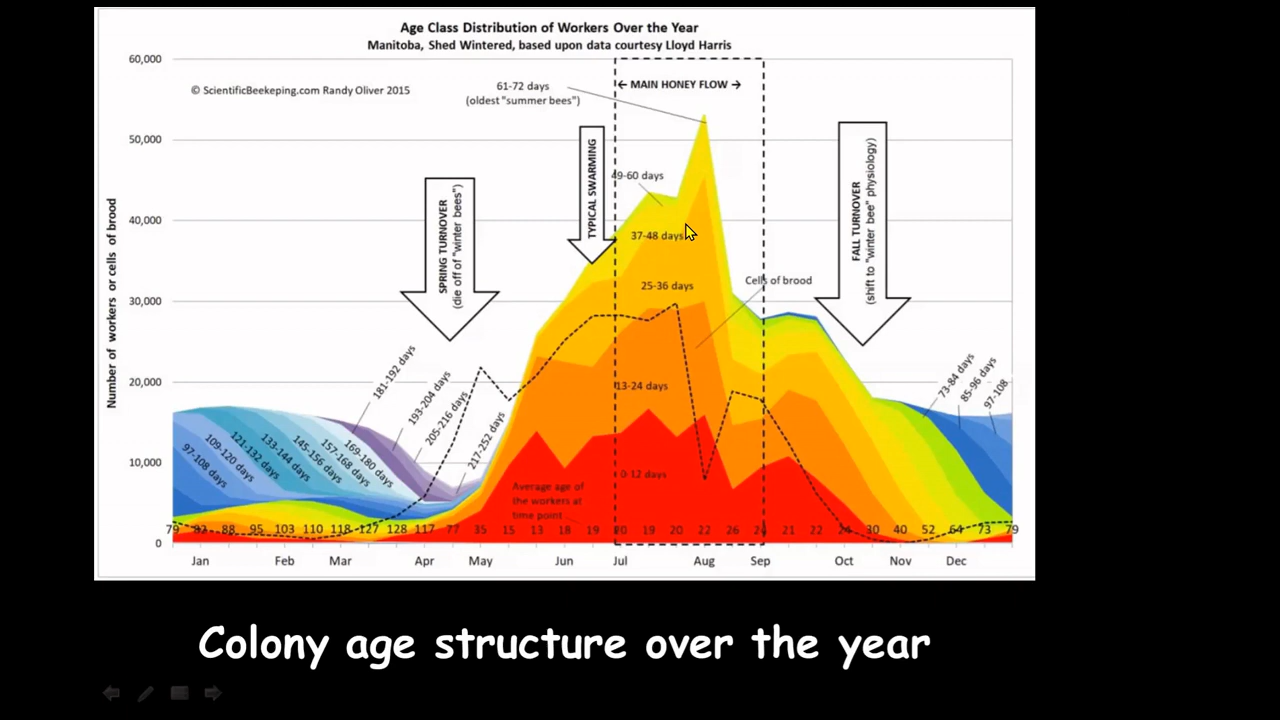 Age Class Distribution of Workers Over the Year
Manitoba, Shed Wintered, based upon data courtesy Lloyd Harris
60,000
50,000
40,000
30,000
20,000
10,000
0
Number of workers or cells of brood
© ScientificBeekeping.com Randy Oliver 2015
61-72 days
(oldest "summer bees")
← MAIN HONEY FLOW →
SPRING TURNOVER
(die off of "winter bees")
TYPICAL SWARMING
FALL TURNOVER
(shift to "winter bee" physiology)
49-60 days
37-48 days
25-36 days
Cells of brood
13-24 days
0-12 days
Average age of
the workers at
time point
97-108 days
109-120 days
121-132 days
133-144 days
145-156 days
157-168 days
169-180 days
181-192 days
193-204 days
205-216 days
217-252 days
73-84 days
85-96 days
97-108
79 82 88 95 103 110 118 127 128 117 77 35 15 13 18 19 20 19 20 22 26 24 21 22 24 30 40 52 64 73 79
Jan Feb Mar Apr May Jun Jul Aug Sep Oct Nov Dec
Colony age structure over the year